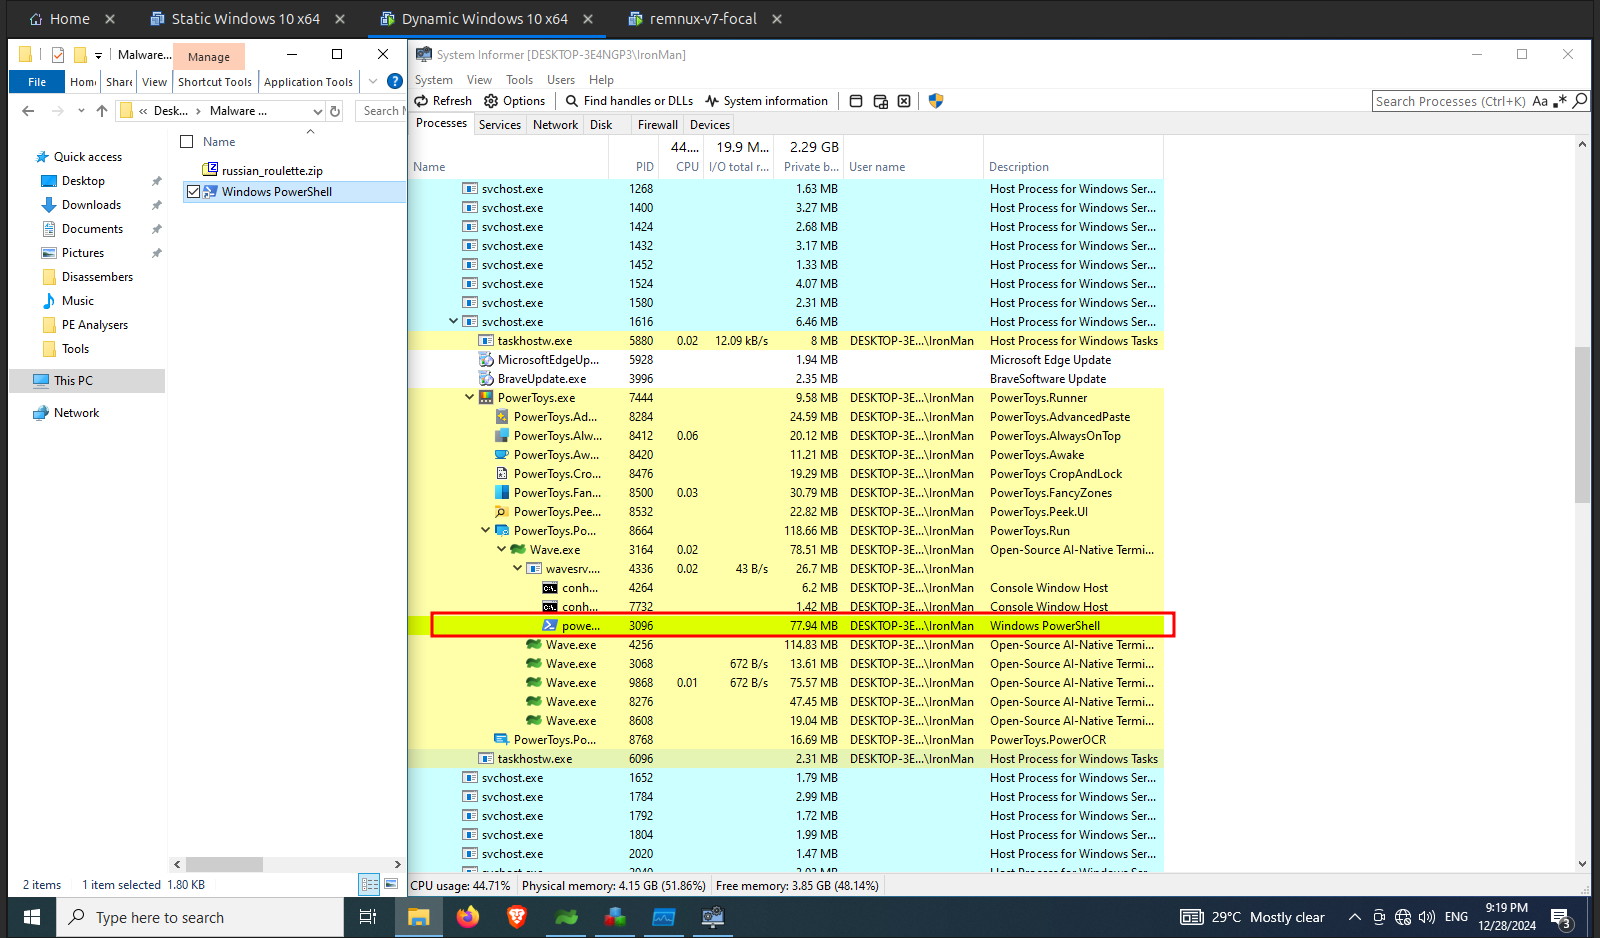 Home
Static Windows 10 x64
Dynamic Windows 10 x64
remnux-v7-focal
Malware...
Manage
File
Home
Share
View
Shortcut Tools
Application Tools
Desk...
Malware ...
Search
Name
Quick access
Desktop
Downloads
Documents
Pictures
Disassembers
Music
PE Analysers
Tools
This PC
Network
russian_roulette.zip
Windows PowerShell
2 items 1 item selected 1.80 KB
System Informer [DESKTOP-3E4NGP3\IronMan]
System View Tools Users Help
Refresh Options Find handles or DLLs System information
Search Processes (Ctrl+K) Aa .*
Processes Services Network Disk Firewall Devices
44.... 19.9 M... 2.29 GB
Name PID CPU I/O total r... Private b... User name Description
svchost.exe 1268 1.63 MB Host Process for Windows Ser...
svchost.exe 1400 3.27 MB Host Process for Windows Ser...
svchost.exe 1424 2.68 MB Host Process for Windows Ser...
svchost.exe 1432 3.17 MB Host Process for Windows Ser...
svchost.exe 1452 1.33 MB Host Process for Windows Ser...
svchost.exe 1524 4.07 MB Host Process for Windows Ser...
svchost.exe 1580 2.31 MB Host Process for Windows Ser...
svchost.exe 1616 6.46 MB Host Process for Windows Ser...
taskhostw.exe 5880 0.02 12.09 kB/s 8 MB DESKTOP-3E...\IronMan Host Process for Windows Tasks
MicrosoftEdgeUp... 5928 1.94 MB Microsoft Edge Update
BraveUpdate.exe 3996 2.35 MB BraveSoftware Update
PowerToys.exe 7444 9.58 MB DESKTOP-3E...\IronMan PowerToys.Runner
PowerToys.Ad... 8284 24.59 MB DESKTOP-3E...\IronMan PowerToys.AdvancedPaste
PowerToys.Alw... 8412 0.06 20.12 MB DESKTOP-3E...\IronMan PowerToys.AlwaysOnTop
PowerToys.Aw... 8420 11.21 MB DESKTOP-3E...\IronMan PowerToys.Awake
PowerToys.Cro... 8476 19.29 MB DESKTOP-3E...\IronMan PowerToys CropAndLock
PowerToys.Fan... 8500 0.03 30.79 MB DESKTOP-3E...\IronMan PowerToys.FancyZones
PowerToys.Pee... 8532 22.82 MB DESKTOP-3E...\IronMan PowerToys.Peek.UI
PowerToys.Po... 8664 118.66 MB DESKTOP-3E...\IronMan PowerToys.Run
Wave.exe 3164 0.02 78.51 MB DESKTOP-3E...\IronMan Open-Source AI-Native Termi...
wavesrv.... 4336 0.02 43 B/s 26.7 MB DESKTOP-3E...\IronMan
conh... 4264 6.2 MB DESKTOP-3E...\IronMan Console Window Host
conh... 7732 1.42 MB DESKTOP-3E...\IronMan Console Window Host
powe... 3096 77.94 MB DESKTOP-3E...\IronMan Windows PowerShell
Wave.exe 4256 114.83 MB DESKTOP-3E...\IronMan Open-Source AI-Native Termi...
Wave.exe 3068 672 B/s 13.61 MB DESKTOP-3E...\IronMan Open-Source AI-Native Termi...
Wave.exe 9868 0.01 672 B/s 75.57 MB DESKTOP-3E...\IronMan Open-Source AI-Native Termi...
Wave.exe 8276 47.45 MB DESKTOP-3E...\IronMan Open-Source AI-Native Termi...
Wave.exe 8608 19.04 MB DESKTOP-3E...\IronMan Open-Source AI-Native Termi...
PowerToys.Po... 8768 16.69 MB DESKTOP-3E...\IronMan PowerToys.PowerOCR
taskhostw.exe 6096 2.31 MB DESKTOP-3E...\IronMan Host Process for Windows Tasks
svchost.exe 1652 1.79 MB Host Process for Windows Ser...
svchost.exe 1784 2.99 MB Host Process for Windows Ser...
svchost.exe 1792 1.72 MB Host Process for Windows Ser...
svchost.exe 1804 1.99 MB Host Process for Windows Ser...
svchost.exe 2020 1.47 MB Host Process for Windows Ser...
CPU usage: 44.71% Physical memory: 4.15 GB (51.86%) Free memory: 3.85 GB (48.14%)
Type here to search
29°C Mostly clear
ENG
9:19 PM
12/28/2024
3